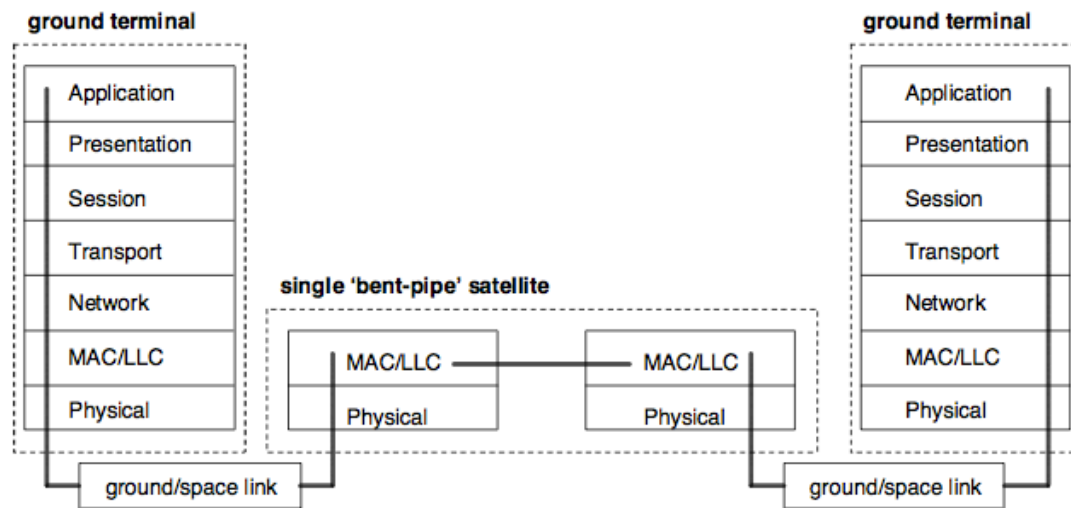 ground terminal
Application
Presentation
Session
Transport
Network
MAC/LLC
Physical
ground/space link
single 'bent-pipe' satellite
MAC/LLC
Physical
MAC/LLC
Physical
ground/space link
ground terminal
Application
Presentation
Session
Transport
Network
MAC/LLC
Physical